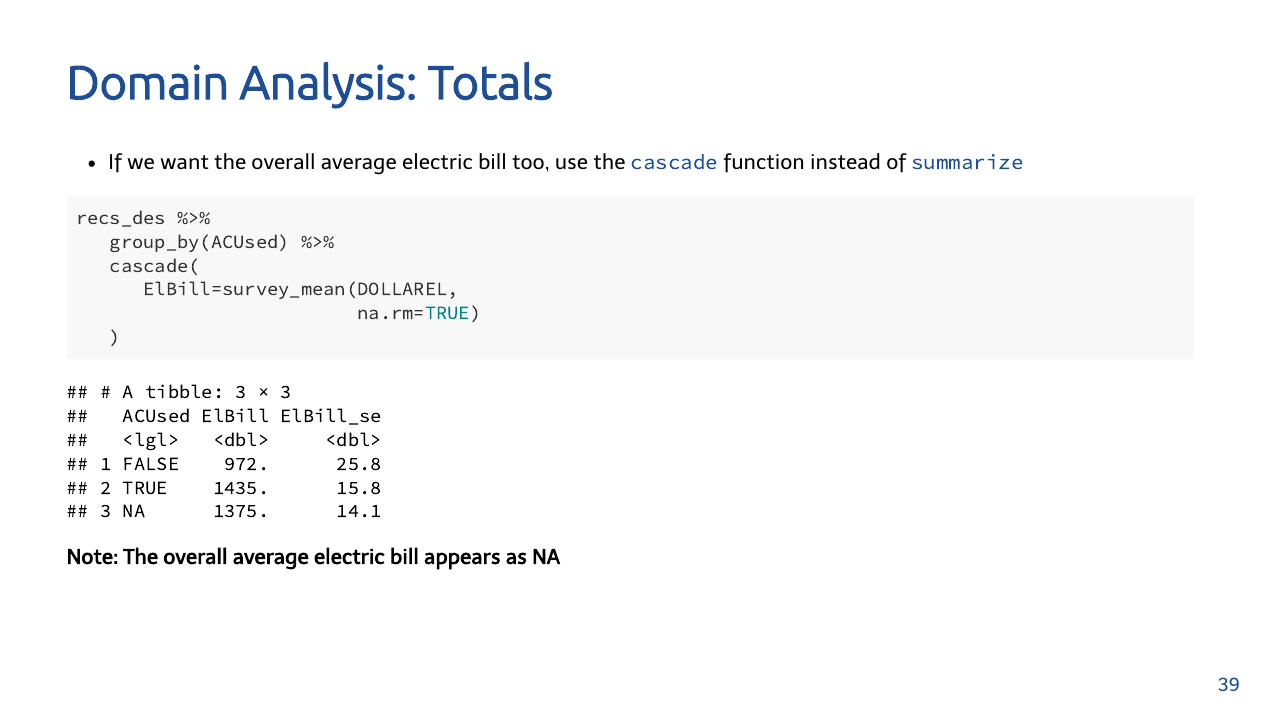 Domain Analysis: Totals
• If we want the overall average electric bill too, use the cascade function instead of summarize
recs_des %>%
   group_by(ACUsed) %>%
   cascade(
      ElBill=survey_mean(DOLLAREL,
                         na.rm=TRUE)
   )
## # A tibble: 3 × 3
##   ACUsed ElBill ElBill_se
##   <lgl>   <dbl>     <dbl>
## 1 FALSE    972.      25.8
## 2 TRUE    1435.      15.8
## 3 NA      1375.      14.1
Note: The overall average electric bill appears as NA
39